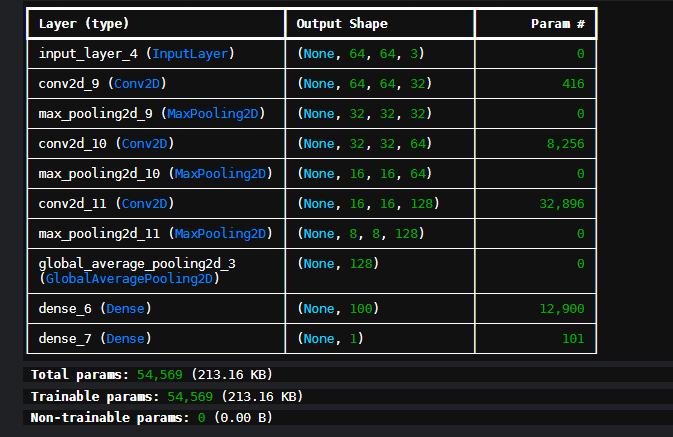 Layer (type) Output Shape Param #
input_layer_4 (InputLayer) (None, 64, 64, 3) 0
conv2d_9 (Conv2D) (None, 64, 64, 32) 416
max_pooling2d_9 (MaxPooling2D) (None, 32, 32, 32) 0
conv2d_10 (Conv2D) (None, 32, 32, 64) 8,256
max_pooling2d_10 (MaxPooling2D) (None, 16, 16, 64) 0
conv2d_11 (Conv2D) (None, 16, 16, 128) 32,896
max_pooling2d_11 (MaxPooling2D) (None, 8, 8, 128) 0
global_average_pooling2d_3 (None, 128) 0
(GlobalAveragePooling2D)
dense_6 (Dense) (None, 100) 12,900
dense_7 (Dense) (None, 1) 101
Total params: 54,569 (213.16 KB)
Trainable params: 54,569 (213.16 KB)
Non-trainable params: 0 (0.00 B)